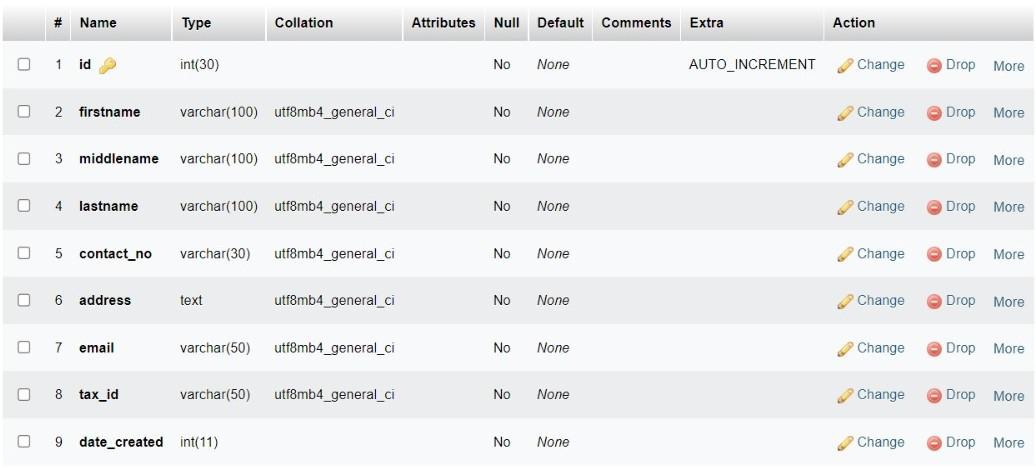 # Name Type Collation Attributes Null Default Comments Extra Action
1 id int(30) No None AUTO_INCREMENT Change Drop More
2 firstname varchar(100) utf8mb4_general_ci No None Change Drop More
3 middlename varchar(100) utf8mb4_general_ci No None Change Drop More
4 lastname varchar(100) utf8mb4_general_ci No None Change Drop More
5 contact_no varchar(30) utf8mb4_general_ci No None Change Drop More
6 address text utf8mb4_general_ci No None Change Drop More
7 email varchar(50) utf8mb4_general_ci No None Change Drop More
8 tax_id varchar(50) utf8mb4_general_ci No None Change Drop More
9 date_created int(11) No None Change Drop More